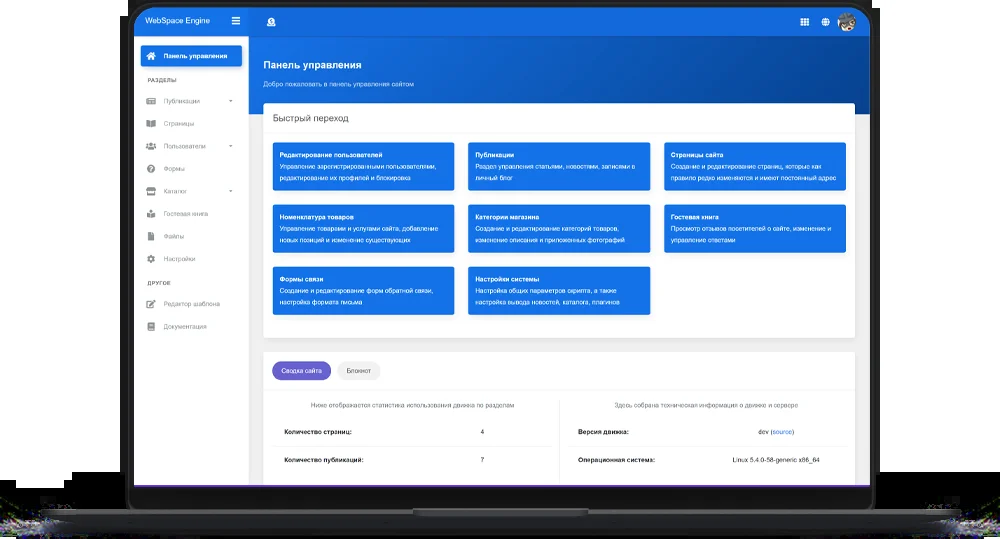 WebSpace Engine
Панель управления
РАЗДЕЛЫ
Публикации
Страницы
Пользователи
Формы
Каталог
Гостевая книга
Файлы
Настройки
ДРУГОЕ
Редактор шаблона
Документация
Панель управления
Добро пожаловать в панель управления сайтом
Быстрый переход
Редактирование пользователей
Управление зарегистрированными пользователями,
редактирование их профилей и блокировка
Публикации
Раздел управления статьями, новостями, записями в
личный блог
Страницы сайта
Создание и редактирование страниц, которые как
правило редко изменяются и имеют постоянный адрес
Номенклатура товаров
Управление товарами и услугами сайта, добавление
новых позиций и изменение существующих
Категории магазина
Создание и редактирование категорий товаров,
изменение описания и приложенных фотографий
Гостевая книга
Просмотр отзывов посетителей о сайте, изменение и
управление ответами
Формы связи
Создание и редактирование форм обратной связи,
настройка формата письма
Настройки системы
Настройка общих параметров скрипта, а также
настройка вывода новостей, каталога, плагинов
Сводка сайта
Блокнот
Ниже отображается статистика использования движка по разделам
Количество страниц: 4
Количество публикаций: 7
Здесь собрана техническая информация о движке и сервере
Версия движка: dev (source)
Операционная система: Linux 5.4.0-58-generic x86_64